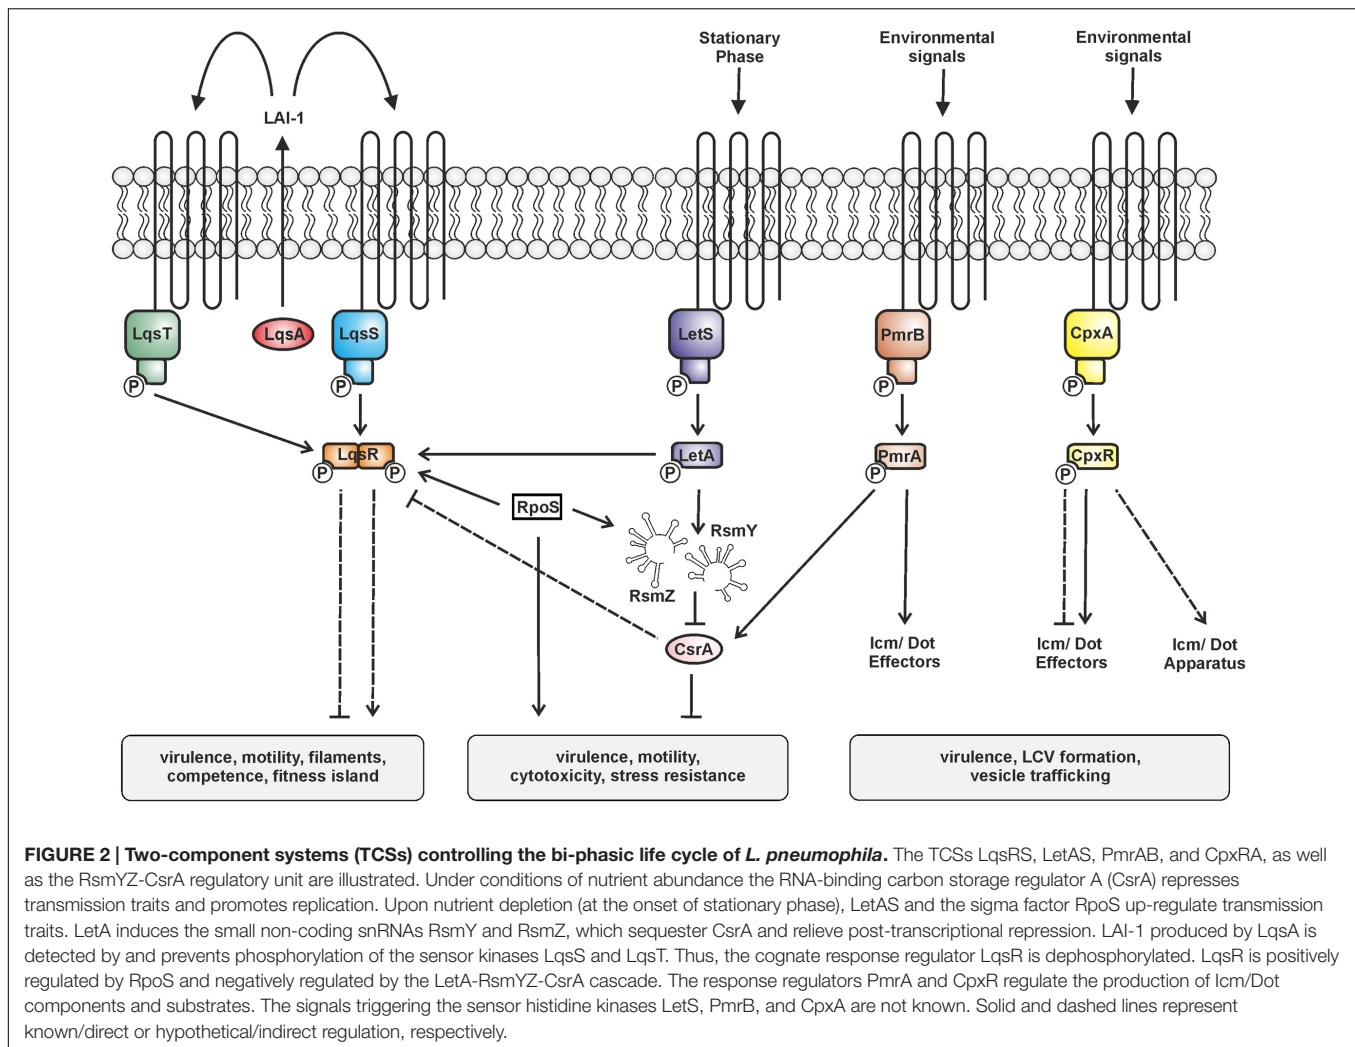 Stationary
Phase
Environmental
signals
Environmental
signals
LAI-1
LqsT
LqsA
LqsS
LetS
PmrB
CpxA
P
P
P
P
P
LqsR
LetA
PmrA
CpxR
P
P
P
P
P
RpoS
RsmY
RsmZ
CsrA
Icm/ Dot
Effectors
Icm/ Dot
Effectors
Icm/ Dot
Apparatus
virulence, motility, filaments,
competence, fitness island
virulence, motility,
cytotoxicity, stress resistance
virulence, LCV formation,
vesicle trafficking
FIGURE 2 | Two-component systems (TCSs) controlling the bi-phasic life cycle of L. pneumophila. The TCSs LqsRS, LetAS, PmrAB, and CpxRA, as well
as the RsmYZ-CsrA regulatory unit are illustrated. Under conditions of nutrient abundance the RNA-binding carbon storage regulator A (CsrA) represses
transmission traits and promotes replication. Upon nutrient depletion (at the onset of stationary phase), LetAS and the sigma factor RpoS up-regulate transmission
traits. LetA induces the small non-coding snRNAs RsmY and RsmZ, which sequester CsrA and relieve post-transcriptional repression. LAI-1 produced by LqsA is
detected by and prevents phosphorylation of the sensor kinases LqsS and LqsT. Thus, the cognate response regulator LqsR is dephosphorylated. LqsR is positively
regulated by RpoS and negatively regulated by the LetA-RsmYZ-CsrA cascade. The response regulators PmrA and CpxR regulate the production of Icm/Dot
components and substrates. The signals triggering the sensor histidine kinases LetS, PmrB, and CpxA are not known. Solid and dashed lines represent
known/direct or hypothetical/indirect regulation, respectively.